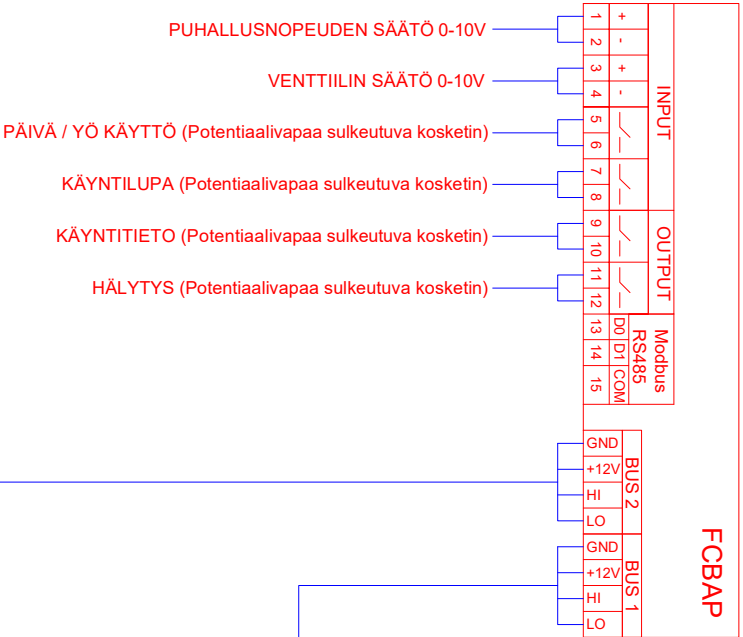 PUHALLUSNOPEUDEN SÄÄTÖ 0-10V
1 +
2 -
VENTTIILIN SÄÄTÖ 0-10V
3 +
4 -
PÄIVÄ / YÖ KÄYTTÖ (Potentiaalivapaa sulkeutuva kosketin)
5
6
KÄYNTILUPA (Potentiaalivapaa sulkeutuva kosketin)
7
8
INPUT
KÄYNTITIETO (Potentiaalivapaa sulkeutuva kosketin)
9
10
HÄLYTYS (Potentiaalivapaa sulkeutuva kosketin)
11
12
OUTPUT
13 D0
14 D1
15 COM
Modbus
RS485
GND
+12V
HI
LO
BUS 2
GND
+12V
HI
LO
BUS 1
FCBAP